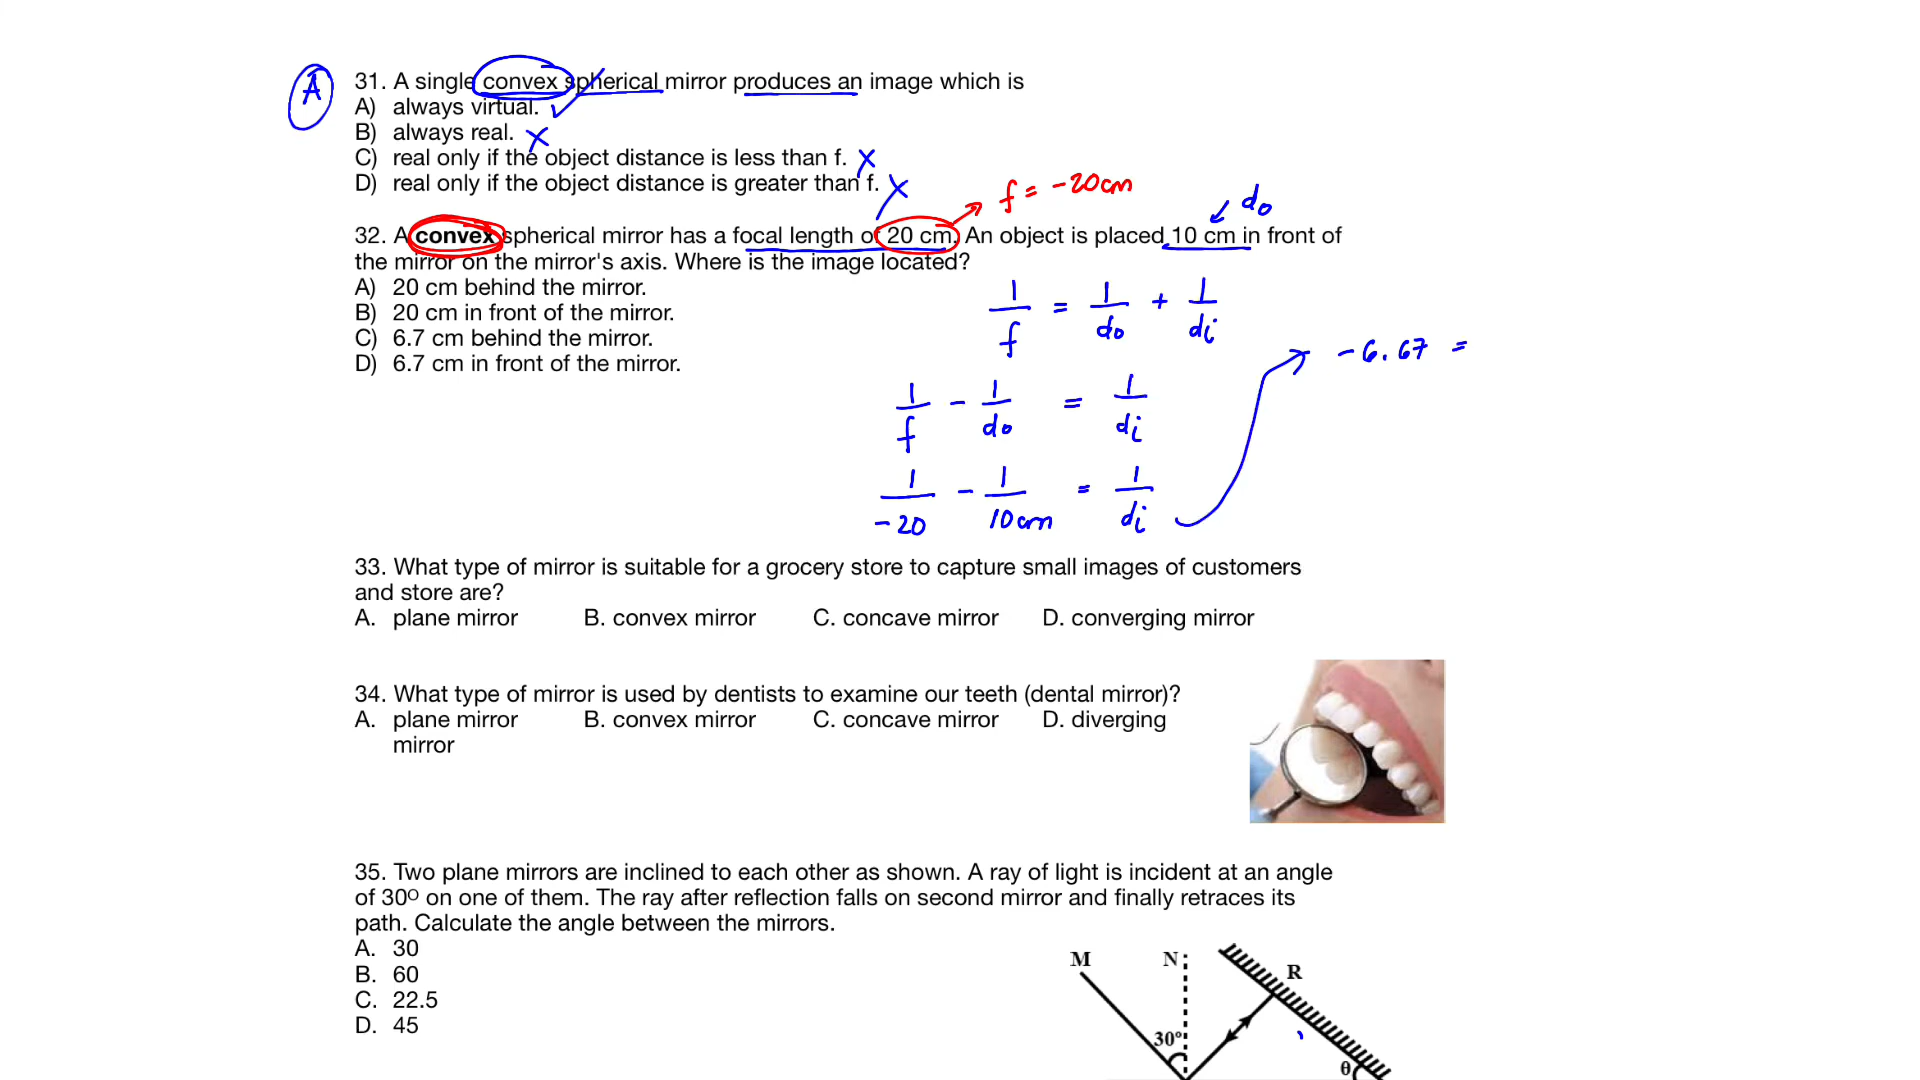 A
31. A single convex spherical mirror produces an image which is
A) always virtual. ✓
B) always real. X
C) real only if the object distance is less than f. X
D) real only if the object distance is greater than f. X
f = -20cm
do
32. A convex spherical mirror has a focal length of 20 cm. An object is placed 10 cm in front of
the mirror on the mirror's axis. Where is the image located?
A) 20 cm behind the mirror.
B) 20 cm in front of the mirror.
C) 6.7 cm behind the mirror.
D) 6.7 cm in front of the mirror.
1/f = 1/do + 1/di
-6.67 =
1/f - 1/do = 1/di
1/-20 - 1/10cm = 1/di
33. What type of mirror is suitable for a grocery store to capture small images of customers
and store are?
A. plane mirror B. convex mirror C. concave mirror D. converging mirror
34. What type of mirror is used by dentists to examine our teeth (dental mirror)?
A. plane mirror B. convex mirror C. concave mirror D. diverging
mirror
35. Two plane mirrors are inclined to each other as shown. A ray of light is incident at an angle
of 30º on one of them. The ray after reflection falls on second mirror and finally retraces its
path. Calculate the angle between the mirrors.
A. 30
B. 60
C. 22.5
D. 45
M N R
30º
θ